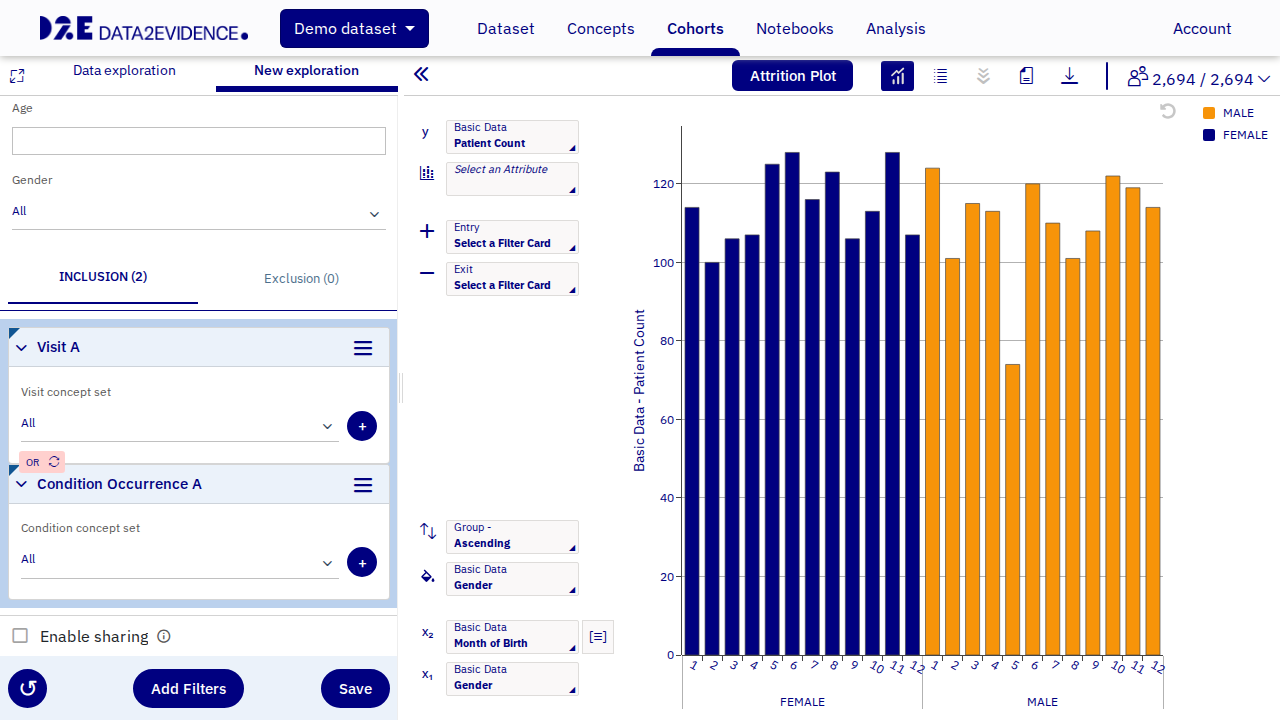 D2E DATA2EVIDENCE.
Demo dataset
Dataset
Concepts
Cohorts
Notebooks
Analysis
Account
Data exploration
New exploration
Attrition Plot
2,694 / 2,694
Age
Gender
All
INCLUSION (2)
Exclusion (0)
Visit A
Visit concept set
All
+
OR
Condition Occurrence A
Condition concept set
All
+
Enable sharing
Add Filters
Save
y
Basic Data
Patient Count
Select an Attribute
Entry
Select a Filter Card
Exit
Select a Filter Card
Group -
Ascending
Basic Data
Gender
x₂
Basic Data
Month of Birth
x₁
Basic Data
Gender
MALE
FEMALE
Basic Data - Patient Count
120
100
80
60
40
20
0
1 2 3 4 5 6 7 8 9 10 11 12 1 2 3 4 5 6 7 8 9 10 11 12
FEMALE MALE